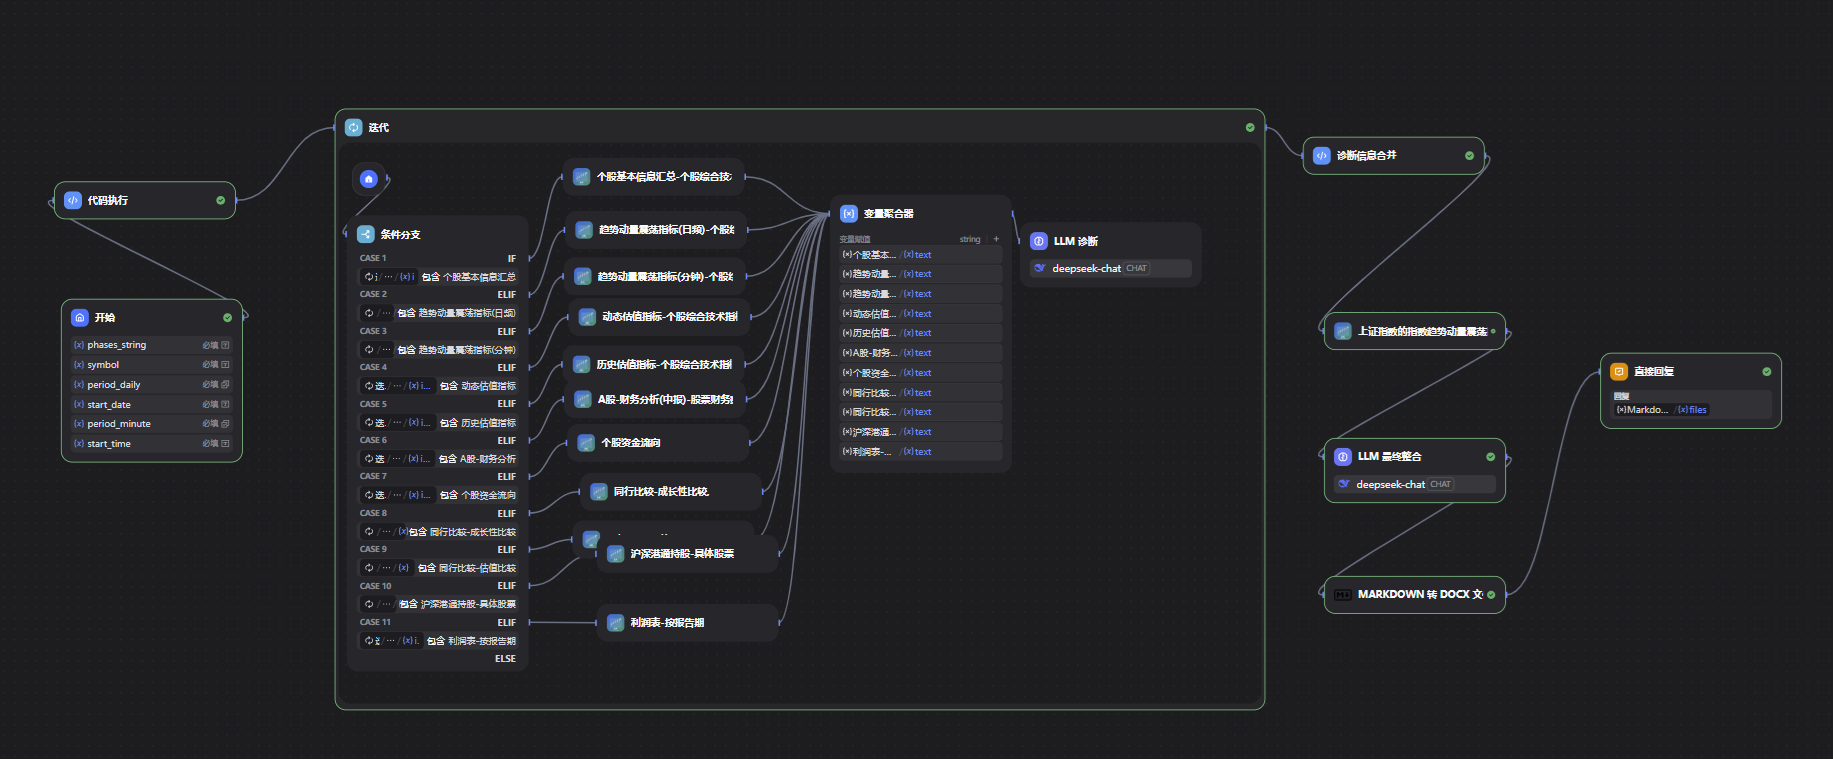 代码执行
开始
{x} phases_string 必填
{x} symbol 必填
{x} period_daily 必填
{x} start_date 必填
{x} period_minute 必填
{x} start_time 必填
迭代
条件分支
CASE 1 IF
j/···/{x} i 包含 个股基本信息汇总
CASE 2 ELIF
/··· 包含 趋势动量震荡指标(日频)
CASE 3 ELIF
/··· 包含 趋势动量震荡指标(分钟)
CASE 4 ELIF
迭./···/{x} i... 包含 动态估值指标
CASE 5 ELIF
迭./···/{x} i... 包含 历史估值指标
CASE 6 ELIF
迭./···/{x} i... 包含 A股-财务分析
CASE 7 ELIF
迭./···/{x} i... 包含 个股资金流向
CASE 8 ELIF
/···/{x} 包含 同行比较-成长性比较
CASE 9 ELIF
/···/{x} 包含 同行比较-估值比较
CASE 10 ELIF
/··· 包含 沪深港通持股-具体股票
CASE 11 ELIF
/···/{x} i. 包含 利润表-按报告期
ELSE
个股基本信息汇总-个股综合技
趋势动量震荡指标(日频)-个股
趋势动量震荡指标(分钟)-个股
动态估值指标-个股综合技术指
历史估值指标-个股综合技术指
A股-财务分析(中报)-股票财务
个股资金流向
同行比较-成长性比较
沪深港通持股-具体股票
利润表-按报告期
变量聚合器
变量赋值 string +
{x}个股基本... /{x}text
{x}趋势动量... /{x}text
{x}趋势动量... /{x}text
{x}动态估值... /{x}text
{x}历史估值... /{x}text
{x}A股-财务... /{x}text
{x}个股资金... /{x}text
{x}同行比较... /{x}text
{x}同行比较... /{x}text
{x}沪深港通... /{x}text
{x}利润表-... /{x}text
LLM 诊断
deepseek-chat CHAT
诊断信息合并
上证指数的指数趋势动量震荡
LLM 最终整合
deepseek-chat CHAT
MARKDOWN 转 DOCX 文
直接回复
回复
{x}Markdo... /{x}files